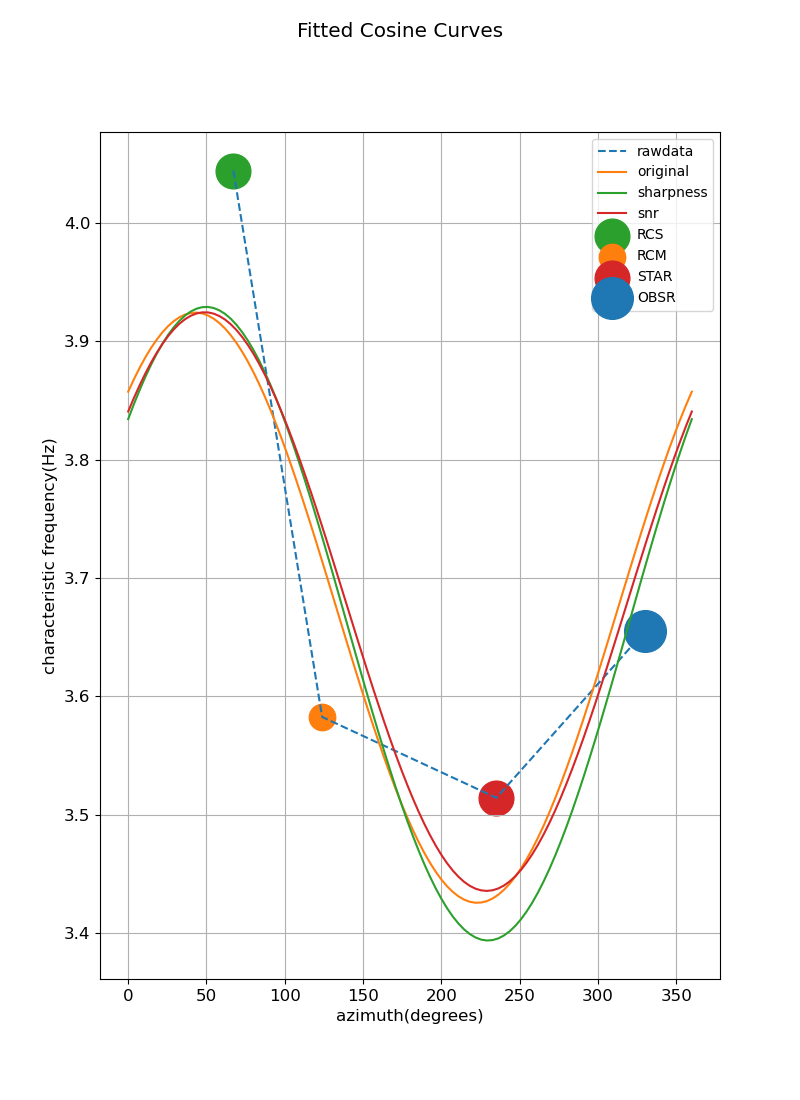 Fitted Cosine Curves
rawdata
original
sharpness
snr
RCS
RCM
STAR
OBSR
characteristic frequency(Hz)
4.0
3.9
3.8
3.7
3.6
3.5
3.4
0 50 100 150 200 250 300 350
azimuth(degrees)